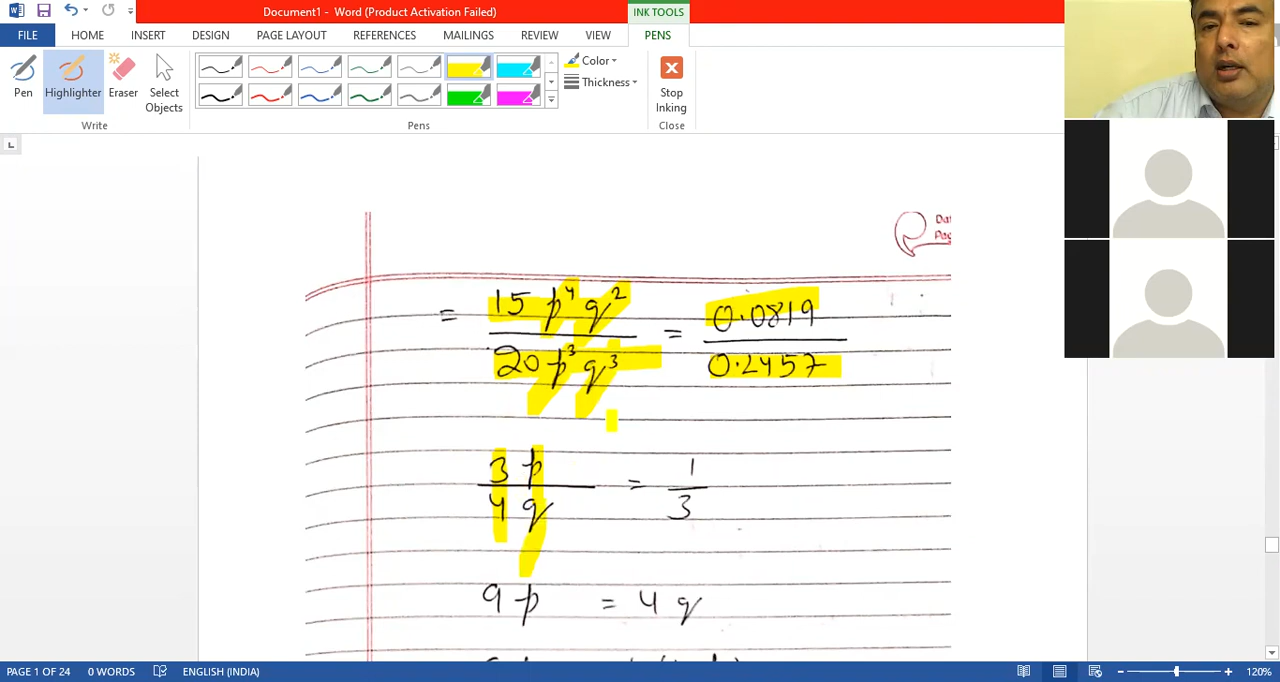 Document1 - Word (Product Activation Failed)
INK TOOLS
FILE HOME INSERT DESIGN PAGE LAYOUT REFERENCES MAILINGS REVIEW VIEW PENS
Pen Highlighter Eraser Select Objects
Color
Thickness
Stop Inking
Write Pens Close
= 15 p⁴ q² / 20 p³ q³ = 0.0819 / 0.2457
3 p / 4 q = 1 / 3
9 p = 4 q
PAGE 1 OF 24 0 WORDS ENGLISH (INDIA) 120%